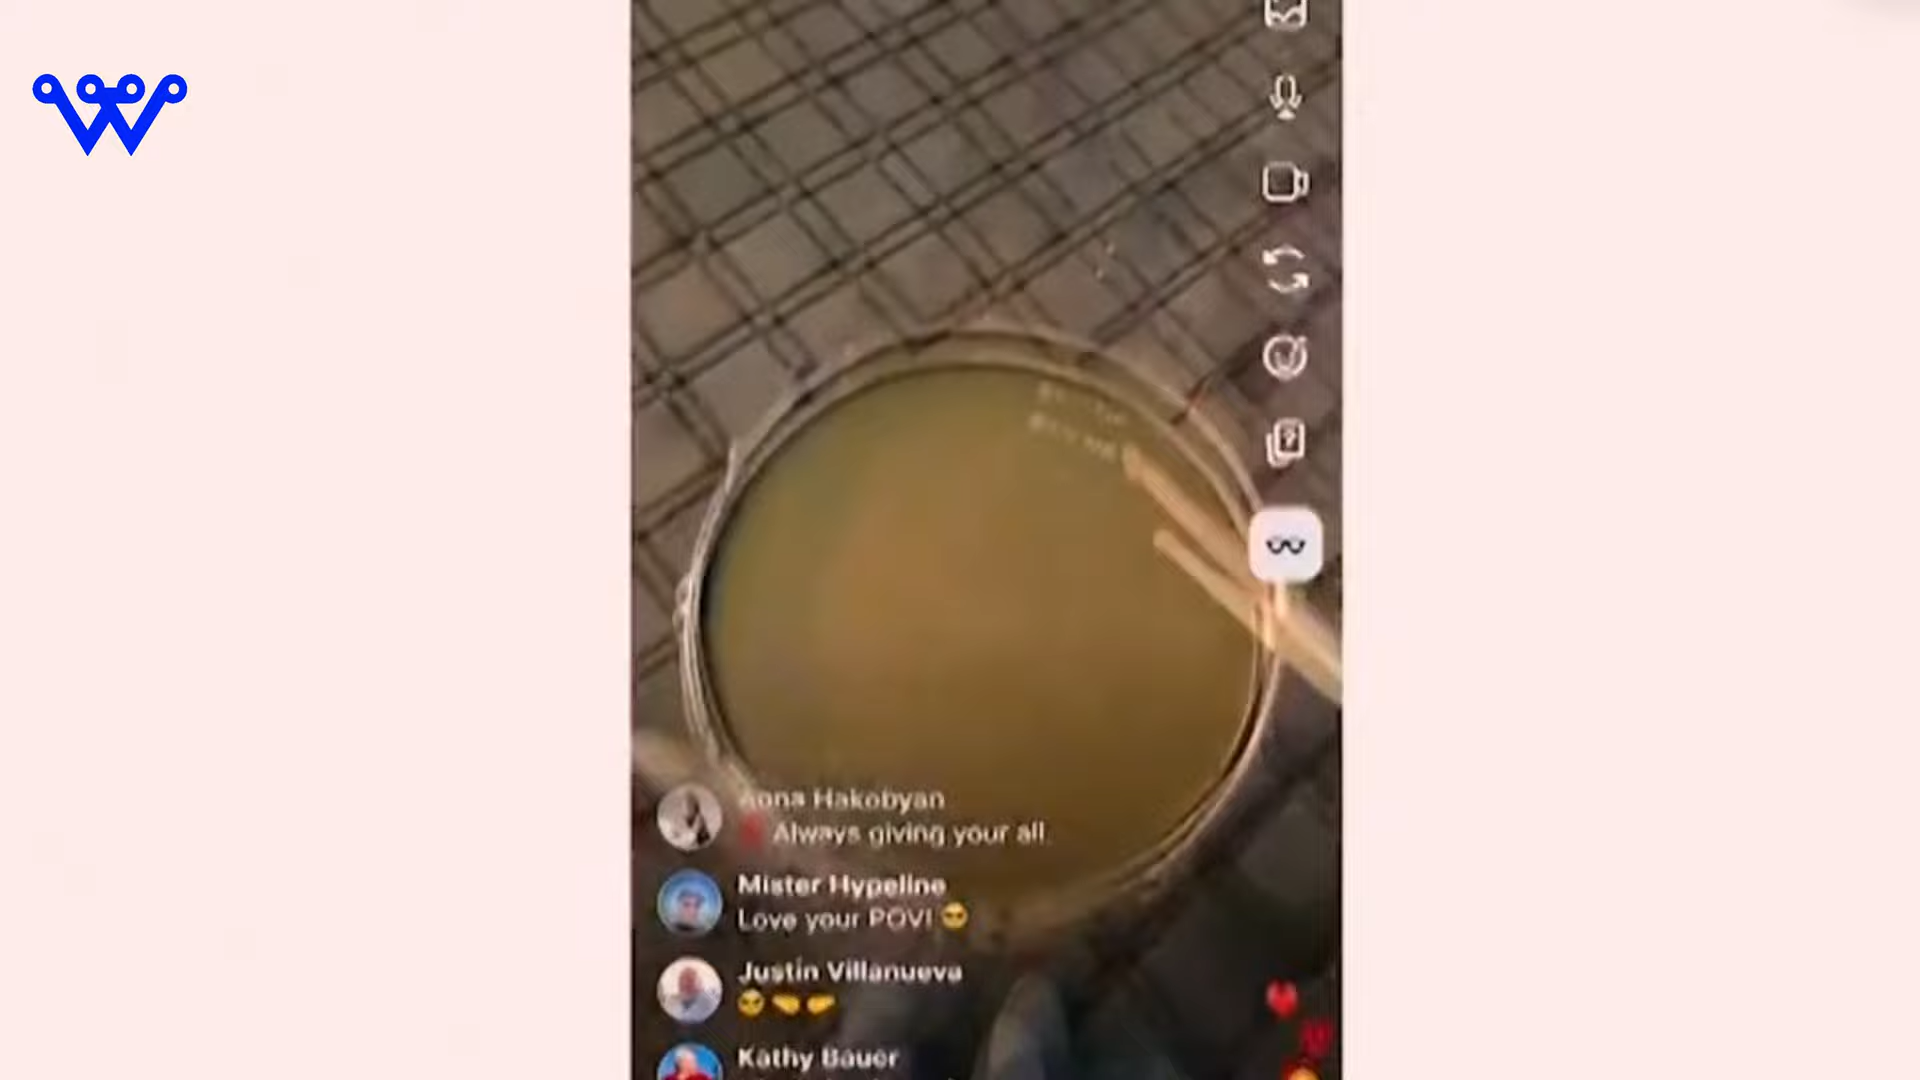 Anna Hakobyan
Always giving your all
Mister Hypeline
Love your POV! 😎
Justin Villanueva
Kathy Bauer